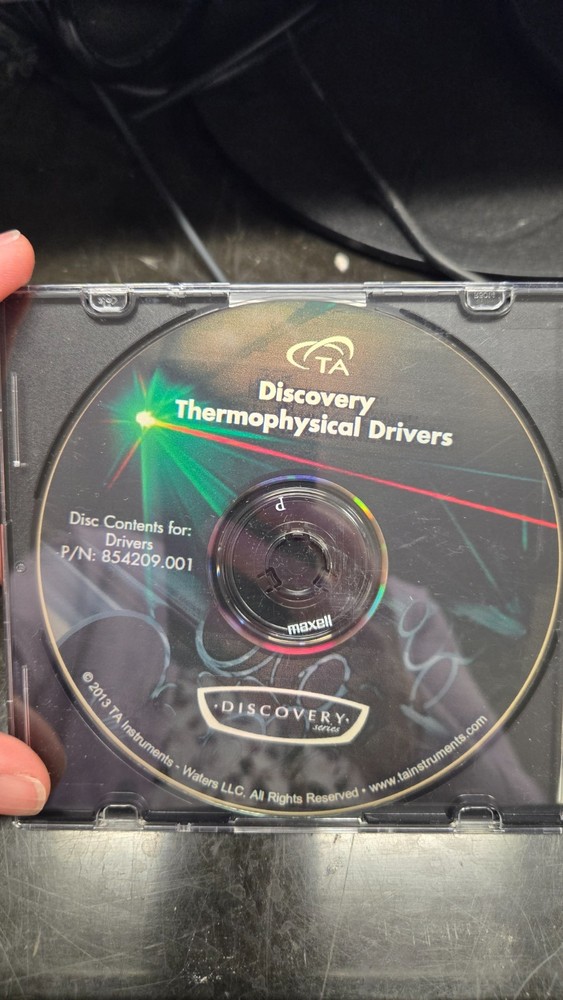 TA
Discovery
Thermophysical Drivers
Disc Contents for:
Drivers
P/N: 854209.001
maxell
·DISCOVERY·
series
© 2013 TA Instruments - Waters LLC. All Rights Reserved • www.tainstruments.com